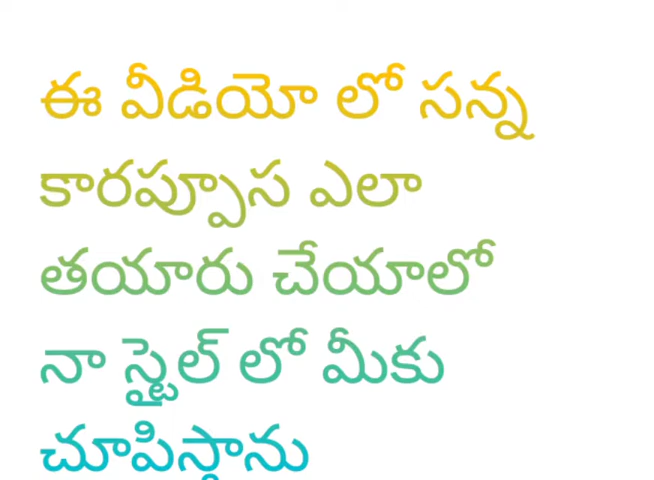 ఈ వీడియో లో సన్న
కారప్పూస ఎలా
తయారు చేయాలో
నా స్టైల్ లో మీకు
చూపిస్తాను